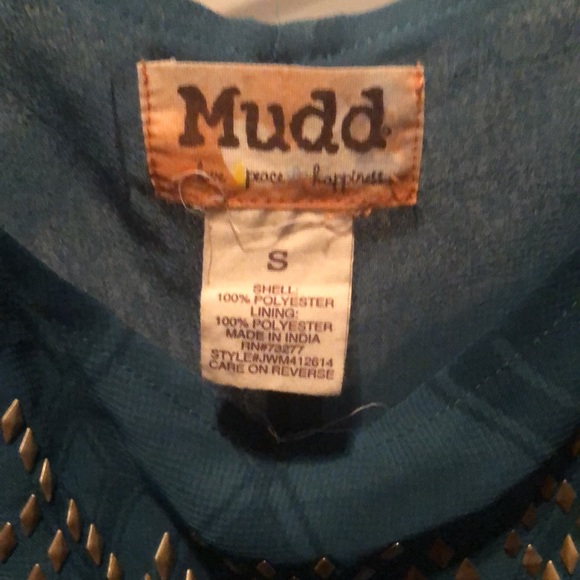 Mudd
love peace happiness
S
SHELL:
100% POLYESTER
LINING:
100% POLYESTER
MADE IN INDIA
RN#73277
STYLE#JWM412614
CARE ON REVERSE